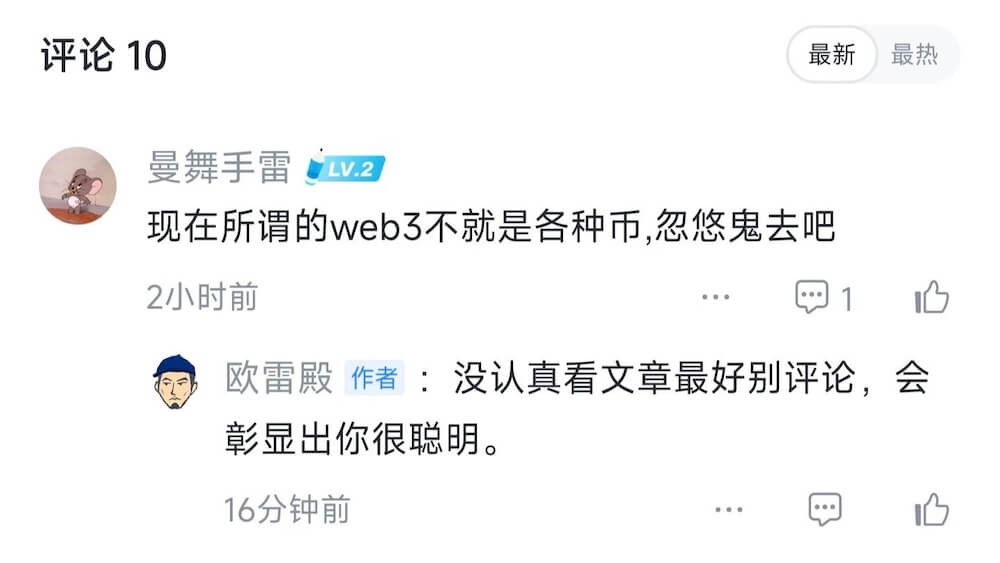 评论 10
最新 最热
曼舞手雷 LV.2
现在所谓的web3不就是各种币,忽悠鬼去吧
2小时前 1
欧雷殿 作者 : 没认真看文章最好别评论，会
彰显出你很聪明。
16分钟前